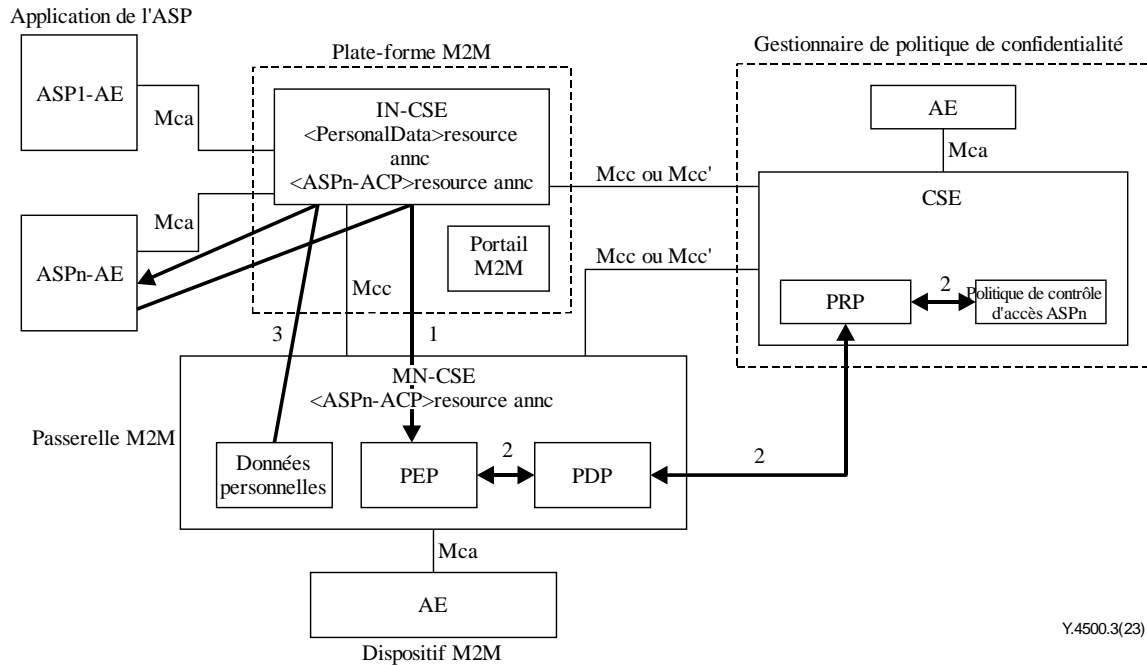 Application de l'ASP
Plate-forme M2M
Gestionnaire de politique de confidentialité
ASP1-AE
Mca
IN-CSE
<PersonalData>resource
annc
<ASPn-ACP>resource annc
AE
Mca
Mcc ou Mcc'
CSE
Mca
ASPn-AE
Portail
M2M
Mcc ou Mcc'
Mcc
PRP
2
Politique de contrôle
d'accès ASPn
3
1
MN-CSE
<ASPn-ACP>resource annc
Passerelle M2M
Données
personnelles
PEP
2
PDP
2
Mca
AE
Dispositif M2M
Y.4500.3(23)